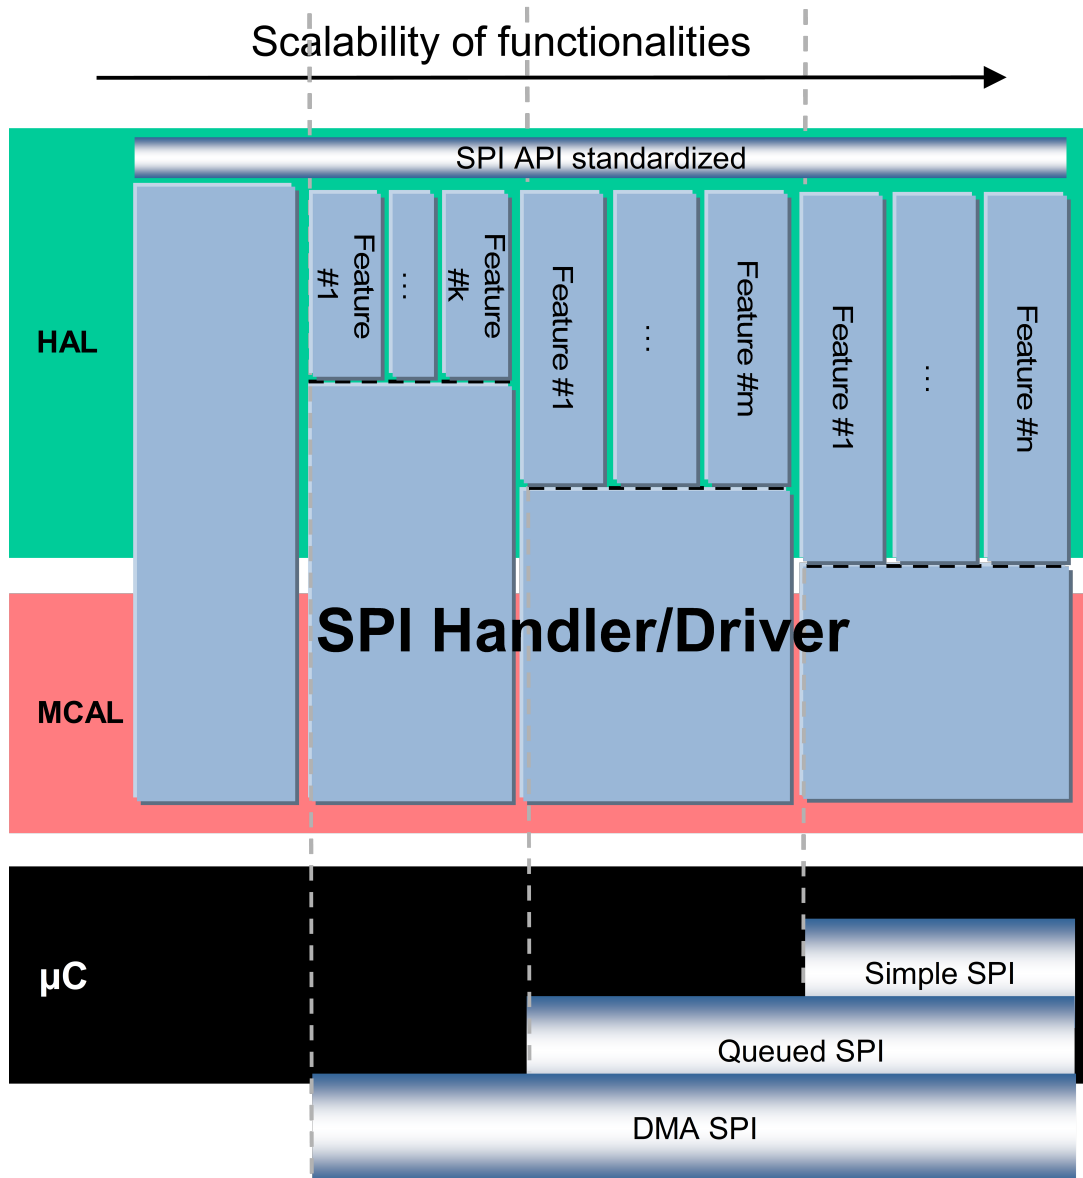 Scalability of functionalities
SPI API standardized
HAL
Feature
#1
...
Feature
#k
Feature #1
...
Feature #m
Feature #1
...
Feature #n
SPI Handler/Driver
MCAL
µC
Simple SPI
Queued SPI
DMA SPI